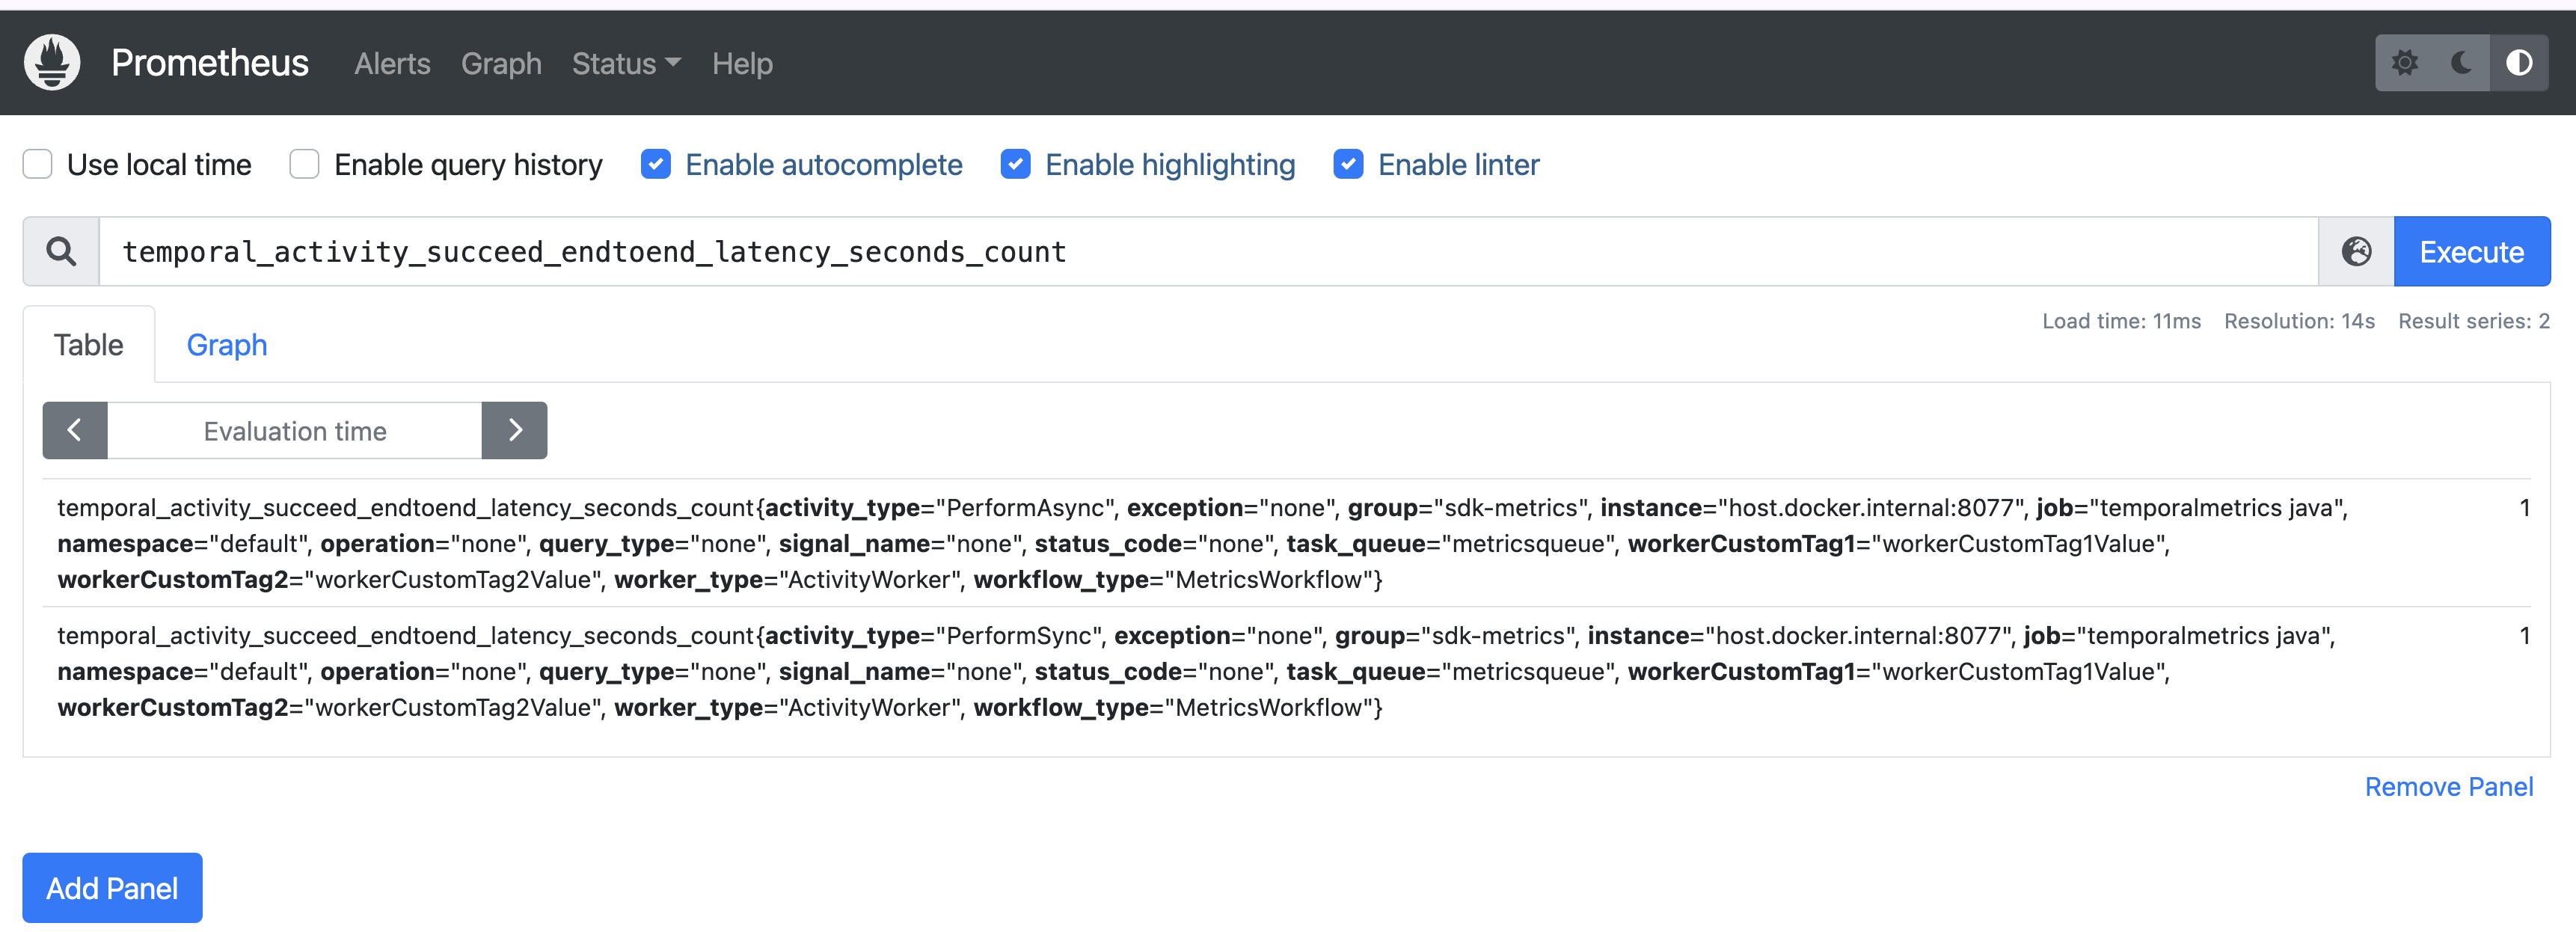 Prometheus Alerts Graph Status Help
Use local time Enable query history Enable autocomplete Enable highlighting Enable linter
temporal_activity_succeed_endtoend_latency_seconds_count Execute
Table Graph Load time: 11ms Resolution: 14s Result series: 2
Evaluation time
temporal_activity_succeed_endtoend_latency_seconds_count{activity_type="PerformAsync", exception="none", group="sdk-metrics", instance="host.docker.internal:8077", job="temporalmetrics java", 1
namespace="default", operation="none", query_type="none", signal_name="none", status_code="none", task_queue="metricsqueue", workerCustomTag1="workerCustomTag1Value",
workerCustomTag2="workerCustomTag2Value", worker_type="ActivityWorker", workflow_type="MetricsWorkflow"}
temporal_activity_succeed_endtoend_latency_seconds_count{activity_type="PerformSync", exception="none", group="sdk-metrics", instance="host.docker.internal:8077", job="temporalmetrics java", 1
namespace="default", operation="none", query_type="none", signal_name="none", status_code="none", task_queue="metricsqueue", workerCustomTag1="workerCustomTag1Value",
workerCustomTag2="workerCustomTag2Value", worker_type="ActivityWorker", workflow_type="MetricsWorkflow"}
Remove Panel
Add Panel